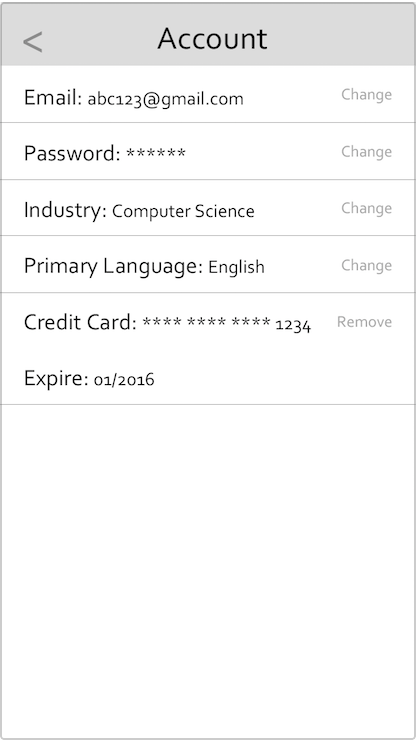 < Account
Email: abc123@gmail.com Change
Password: ****** Change
Industry: Computer Science Change
Primary Language: English Change
Credit Card: **** **** **** 1234 Remove
Expire: 01/2016